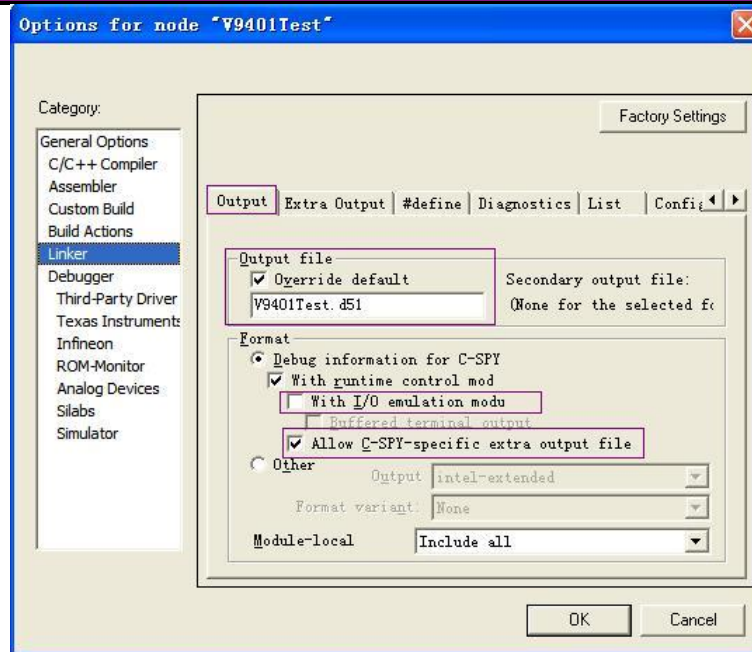 Options for node "V9401Test"
Category:
Factory Settings
General Options
C/C++ Compiler
Assembler
Custom Build
Build Actions
Linker
Debugger
Third-Party Driver
Texas Instruments
Infineon
ROM-Monitor
Analog Devices
Silabs
Simulator
Output
Extra Output
#define
Diagnostics
List
Output file
Override default
V9401Test.d51
Secondary output file:
(None for the selected
Format
Debug information for C-SPY
With runtime control mod
With I/O emulation modu
Buffered terminal output
Allow C-SPY-specific extra output file
Other
Output
intel-extended
Format variant:
None
Module-local
Include all
OK
Cancel